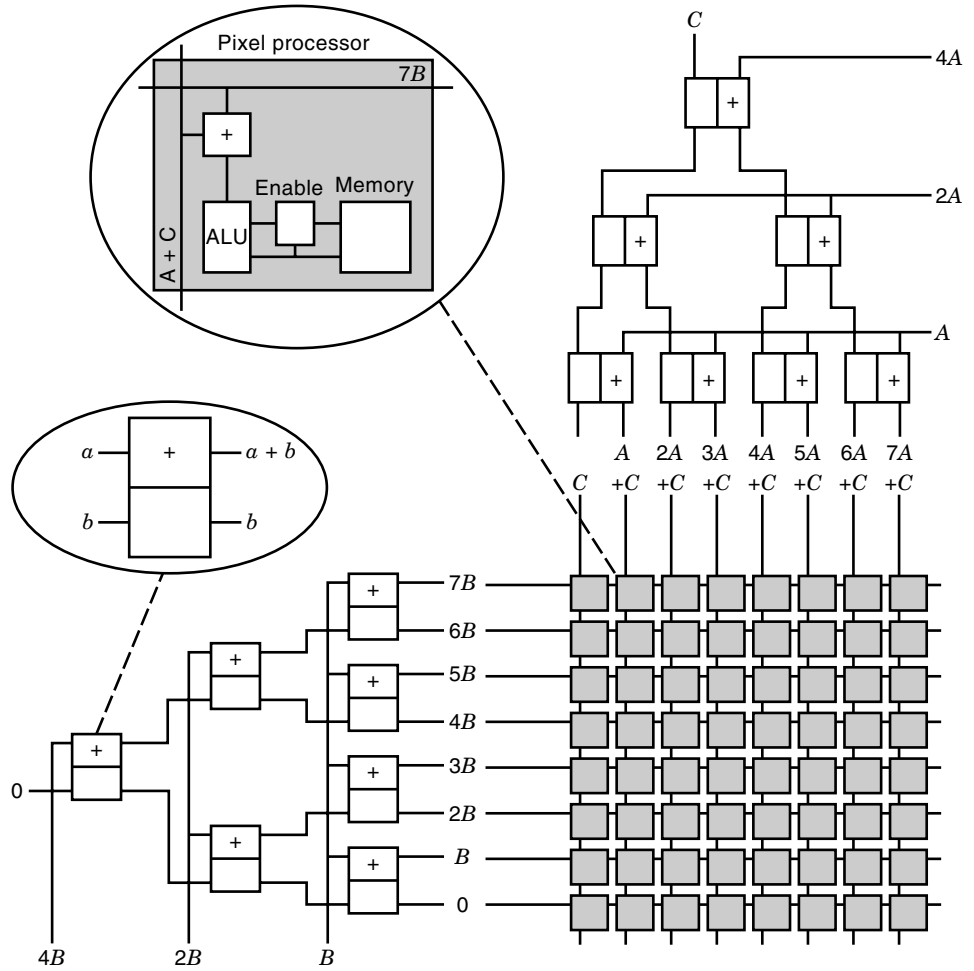 C
4A
+
Pixel processor
7B
+
Enable
Memory
ALU
A + C
2A
+ +
A
+ + + +
A 2A 3A 4A 5A 6A 7A
C +C +C +C +C +C +C +C
a + a + b
b b
7B
+
6B
+
5B
+
4B
+
3B
+
0
2B
+
B
+
0
4B 2B B